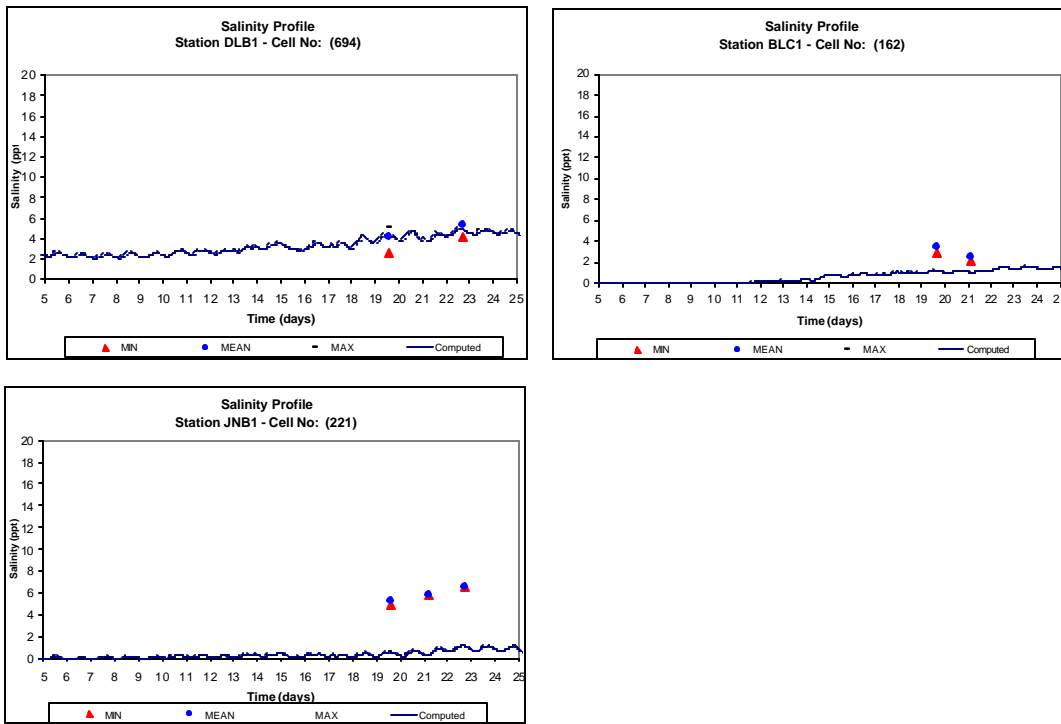 Salinity Profile
Station DLB1 - Cell No: (694)
20
18
16
14
12
10
8
6
4
2
0
Salinity (ppt
5 6 7 8 9 10 11 12 13 14 15 16 17 18 19 20 21 22 23 24 25
Time (days)
MIN MEAN MAX Computed
Salinity Profile
Station BLC1 - Cell No: (162)
20
18
16
14
12
10
8
6
4
2
0
Salinity (ppt)
5 6 7 8 9 10 11 12 13 14 15 16 17 18 19 20 21 22 23 24 2
Time (days)
MIN MEAN MAX Computed
Salinity Profile
Station JNB1 - Cell No: (221)
20
18
16
14
12
10
8
6
4
2
0
Salinity (ppt)
5 6 7 8 9 10 11 12 13 14 15 16 17 18 19 20 21 22 23 24 25
Time (days)
MIN MEAN MAX Computed